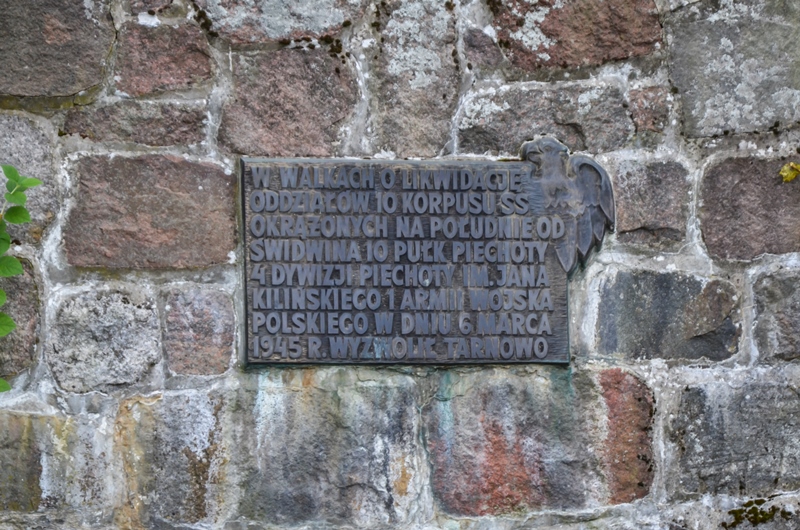 W WALKACH O LIKWIDACJĘ
ODDZIAŁÓW 10 KORPUSU SS
OKRĄŻONYCH NA POŁUDNIE OD
ŚWIDWINA 10 PUŁK PIECHOTY
4 DYWIZJI PIECHOTY IM. JANA
KILIŃSKIEGO 1 ARMII WOJSKA
POLSKIEGO W DNIU 6 MARCA
1945 R. WYZWOLIŁ TARNOWO